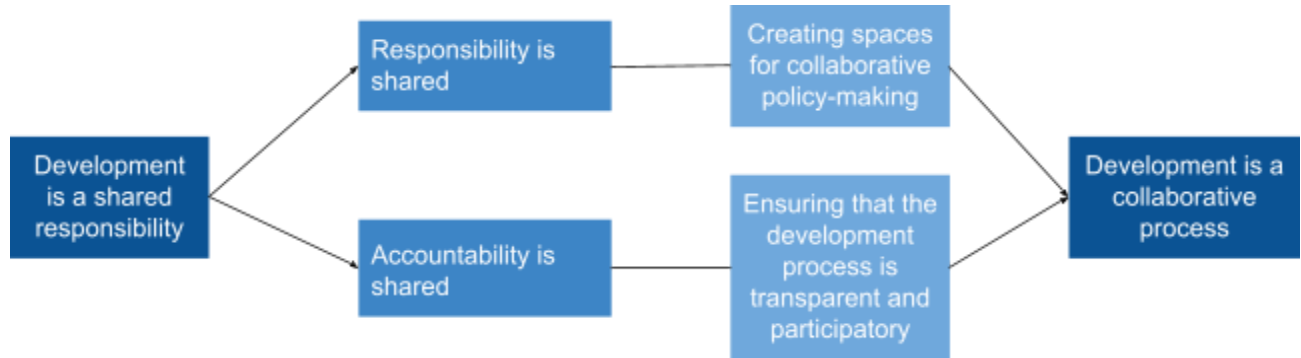 Development
is a shared
responsibility
Responsibility is
shared
Accountability is
shared
Creating spaces
for collaborative
policy-making
Ensuring that the
development
process is
transparent and
participatory
Development is a
collaborative
process